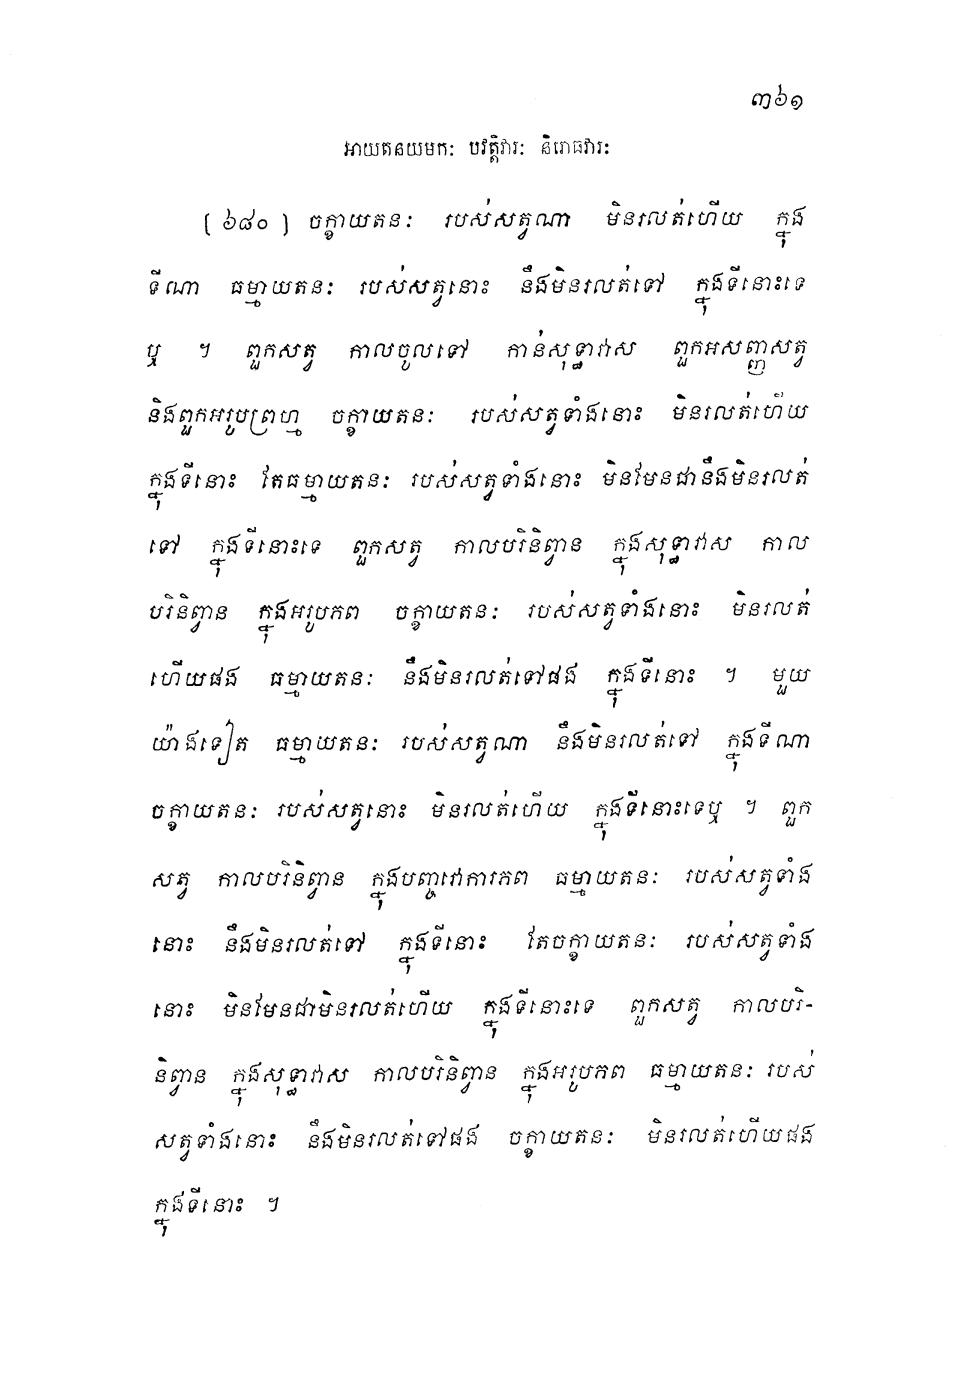 ៣៦១
អាយតនយមកៈ បវត្តិវារៈ និរោធវារៈ
(៦៨០) ចក្ខាយតនៈ របស់សត្វណា មិនរលត់ហើយ ក្នុង
ទីណា ធម្មាយតនៈ របស់សត្វនោះ នឹងមិនរលត់ទៅ ក្នុងទីនោះទេ
ឬ ។ ពួកសត្វ កាលចូលទៅ កាន់សុទ្ធាវាស ពួកអសញ្ញសត្វ
និងពួកអរូបព្រហ្ម ចក្ខាយតនៈ របស់សត្វទាំងនោះ មិនរលត់ហើយ
ក្នុងទីនោះ តែធម្មាយតនៈ របស់សត្វទាំងនោះ មិនមែនជានឹងមិនរលត់
ទៅ ក្នុងទីនោះទេ ពួកសត្វ កាលបរិនិព្វាន ក្នុងសុទ្ធាវាស កាល
បរិនិព្វាន ក្នុងអរូបភព ចក្ខាយតនៈ របស់សត្វទាំងនោះ មិនរលត់
ហើយផង ធម្មាយតនៈ នឹងមិនរលត់ទៅផង ក្នុងទីនោះ ។ មួយ
យ៉ាងទៀត ធម្មាយតនៈ របស់សត្វណា នឹងមិនរលត់ទៅ ក្នុងទីណា
ចក្ខាយតនៈ របស់សត្វនោះ មិនរលត់ហើយ ក្នុងទីនោះទេឬ ។ ពួក
សត្វ កាលបរិនិព្វាន ក្នុងបញ្ចវោការភព ធម្មាយតនៈ របស់សត្វទាំង
នោះ នឹងមិនរលត់ទៅ ក្នុងទីនោះ តែចក្ខាយតនៈ របស់សត្វទាំង
នោះ មិនមែនជាមិនរលត់ហើយ ក្នុងទីនោះទេ ពួកសត្វ កាលបរិ-
និព្វាន ក្នុងសុទ្ធាវាស កាលបរិនិព្វាន ក្នុងអរូបភព ធម្មាយតនៈ របស់
សត្វទាំងនោះ នឹងមិនរលត់ទៅផង ចក្ខាយតនៈ មិនរលត់ហើយផង
ក្នុងទីនោះ ។